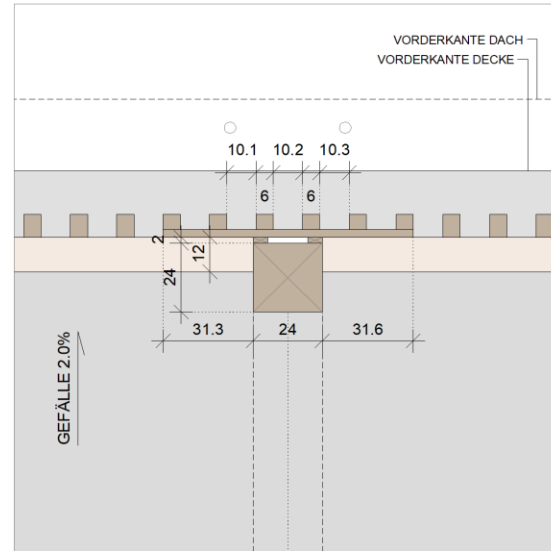 VORDERKANTE DACH
VORDERKANTE DECKE
10.1 10.2 10.3
6 6
2
12
24
31.3 24 31.6
GEFÄLLE 2.0%